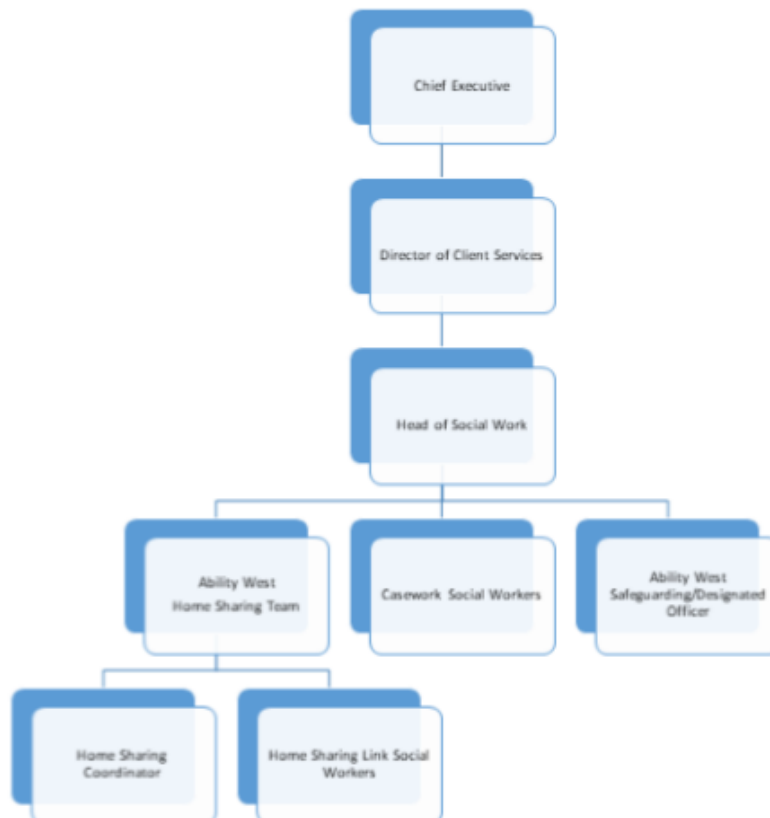 Chief Executive
Director of Client Services
Head of Social Work
Ability West
Home Sharing Team
Casework Social Workers
Ability West
Safeguarding/Designated
Officer
Home Sharing
Coordinator
Home Sharing Link Social
Workers